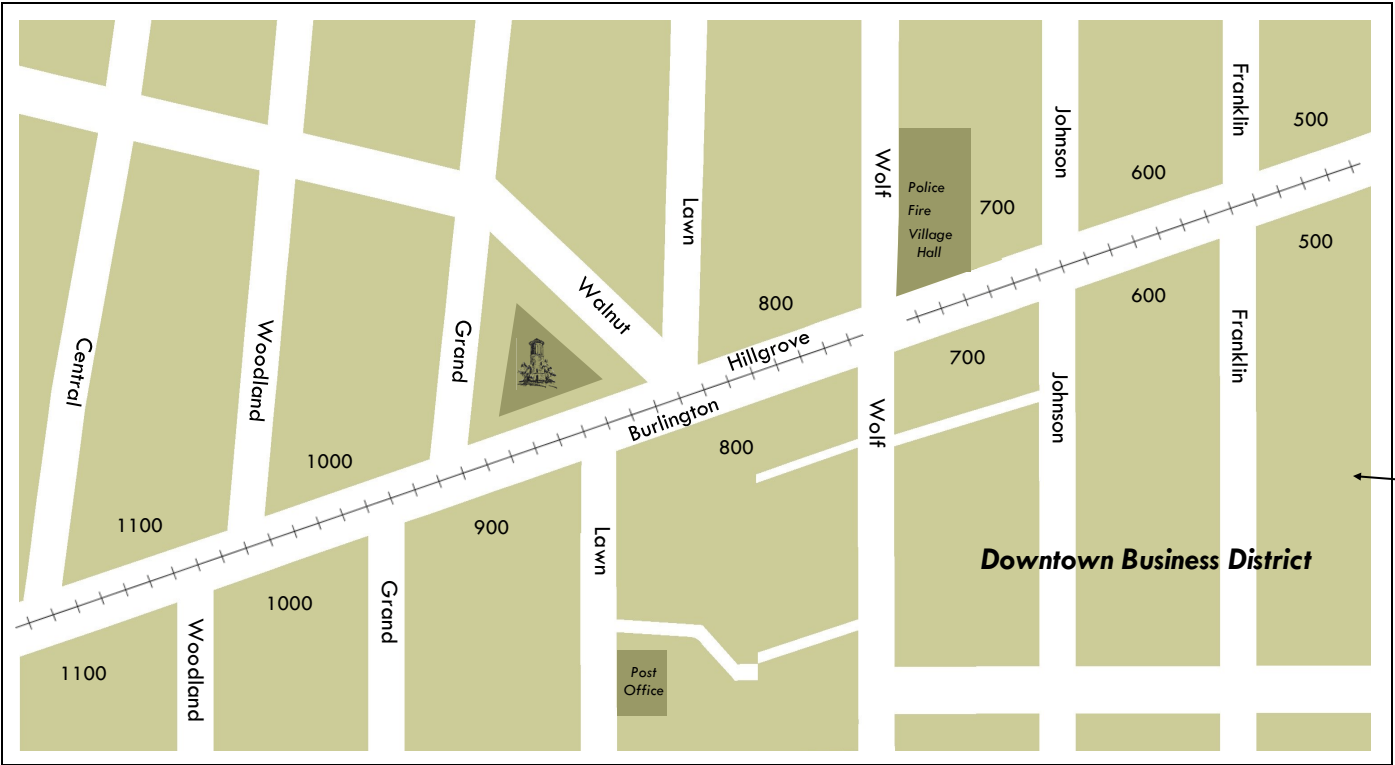 Franklin
500
Johnson
600
Wolf
Police
Fire
Village
Hall
700
Lawn
500
Walnut
800
600
Hillgrove
Central
Woodland
Grand
Franklin
700
Burlington
Johnson
Wolf
800
1000
1100
900
Lawn
Downtown Business District
1000
Grand
1100
Woodland
Post
Office